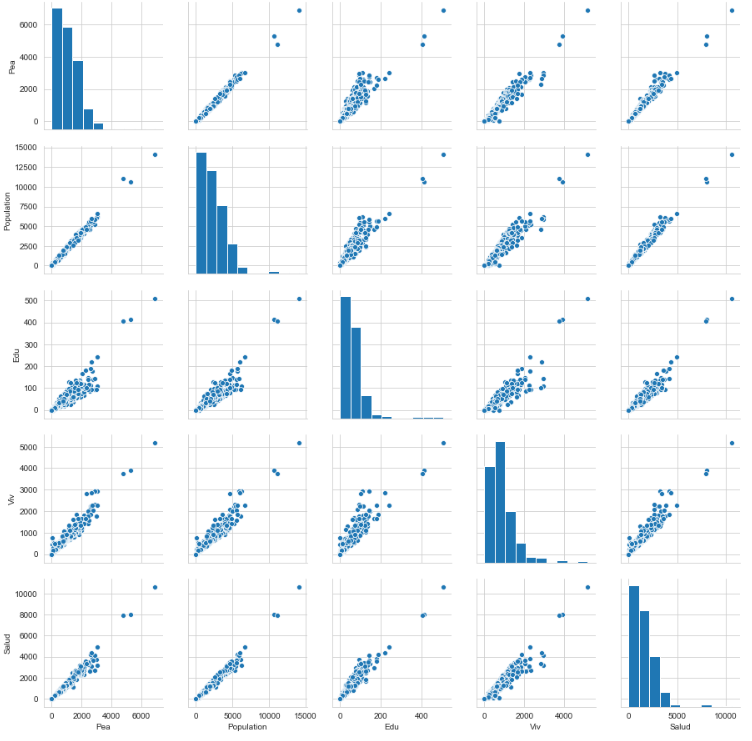 6000
4000
2000
0
Pea
15000
12500
10000
7500
5000
2500
0
Population
500
400
300
200
100
0
Edu
5000
4000
3000
2000
1000
0
Viv
10000
8000
6000
4000
2000
0
Salud
0 2000 4000 6000
Pea
0 5000 10000 15000
Population
0 200 400
Edu
0 2000 4000
Viv
0 5000 10000
Salud